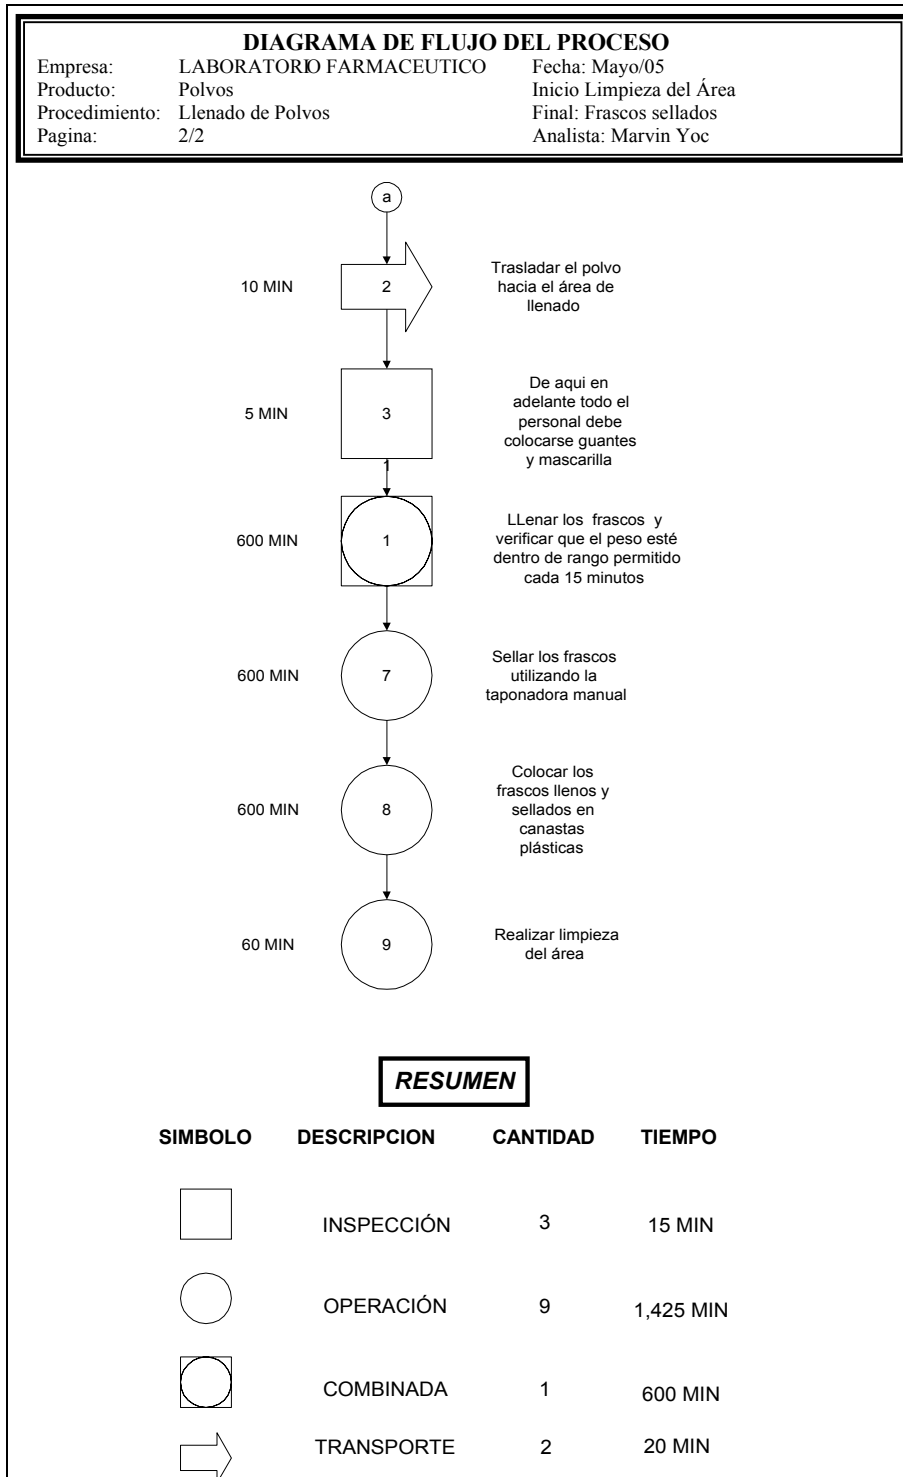 DIAGRAMA DE FLUJO DEL PROCESO
Empresa: LABORATORIO FARMACEUTICO Fecha: Mayo/05
Producto: Polvos Inicio Limpieza del Área
Procedimiento: Llenado de Polvos Final: Frascos sellados
Pagina: 2/2 Analista: Marvin Yoc
a
10 MIN
2
Trasladar el polvo
hacia el área de
llenado
5 MIN
3
De aqui en
adelante todo el
personal debe
colocarse guantes
y mascarilla
1
600 MIN
1
LLenar los frascos y
verificar que el peso esté
dentro de rango permitido
cada 15 minutos
600 MIN
7
Sellar los frascos
utilizando la
taponadora manual
600 MIN
8
Colocar los
frascos llenos y
sellados en
canastas
plásticas
60 MIN
9
Realizar limpieza
del área
RESUMEN
SIMBOLO DESCRIPCION CANTIDAD TIEMPO
INSPECCIÓN 3 15 MIN
OPERACIÓN 9 1,425 MIN
COMBINADA 1 600 MIN
TRANSPORTE 2 20 MIN